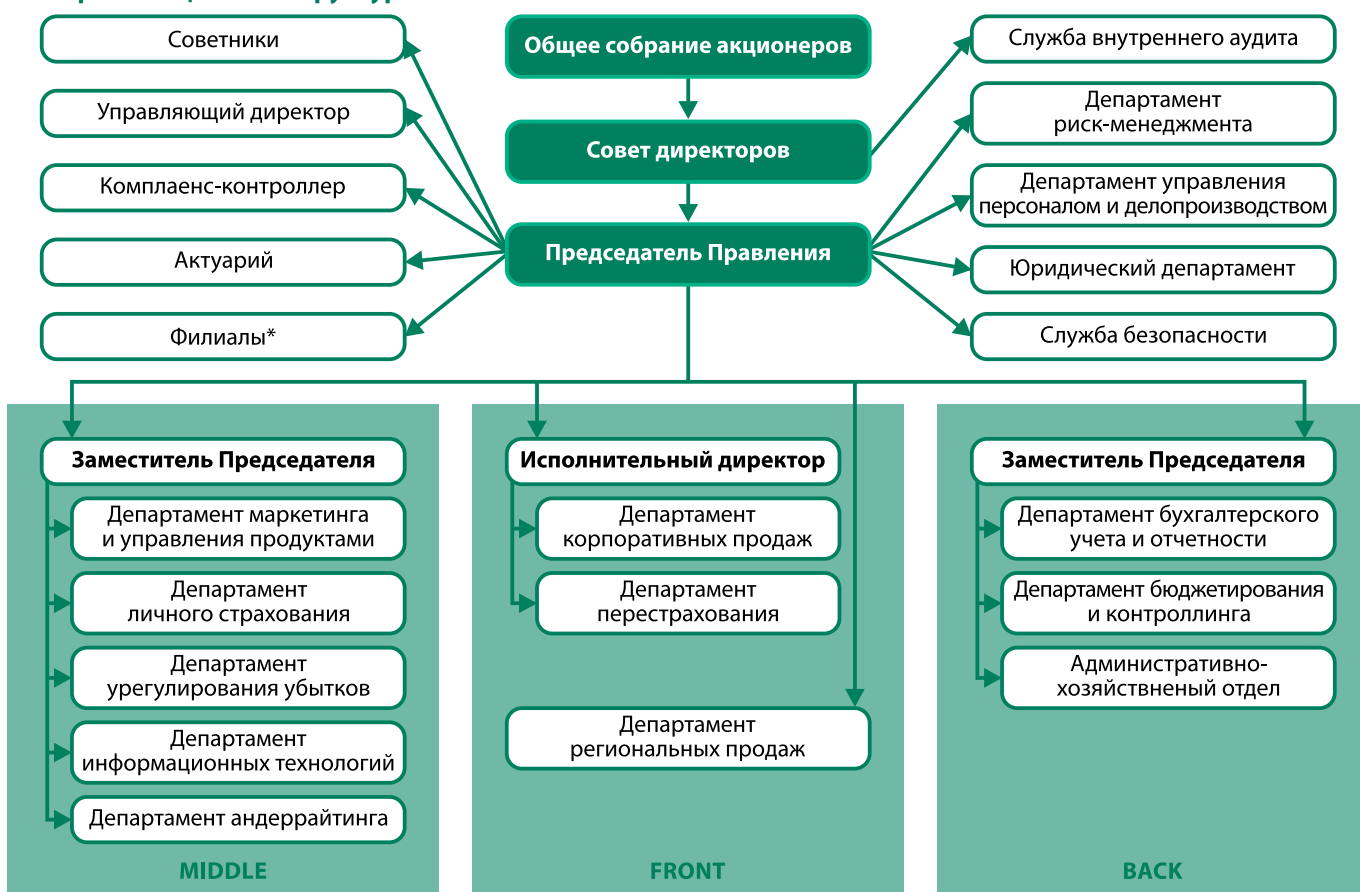 Советники
Управляющий директор
Комплаенс-контроллер
Актуарий
Филиалы*
Общее собрание акционеров
Совет директоров
Председатель Правления
Служба внутреннего аудита
Департамент
риск-менеджмента
Департамент управления
персоналом и делопроизводством
Юридический департамент
Служба безопасности
Заместитель Председателя
Департамент маркетинга
и управления продуктами
Департамент
личного страхования
Департамент
урегулирования убытков
Департамент
информационных технологий
Департамент андеррайтинга
MIDDLE
Исполнительный директор
Департамент
корпоративных продаж
Департамент
перестрахования
Департамент
региональных продаж
FRONT
Заместитель Председателя
Департамент бухгалтерского
учета и отчетности
Департамент бюджетирования
и контроллинга
Административно-
хозяйствненый отдел
BACK